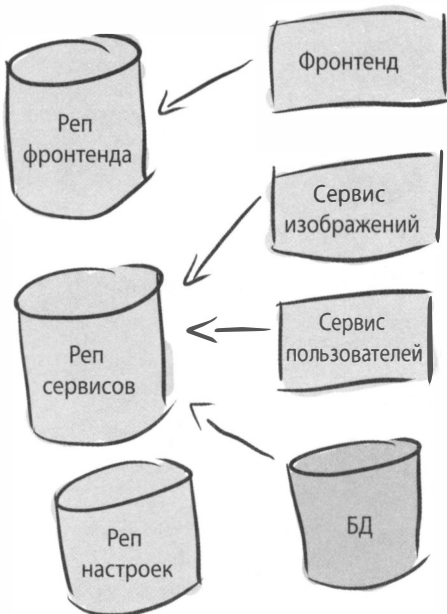 Фронтенд
Реп
фронтенда
Сервис
изображений
Сервис
пользователей
Реп
сервисов
БД
Реп
настроек